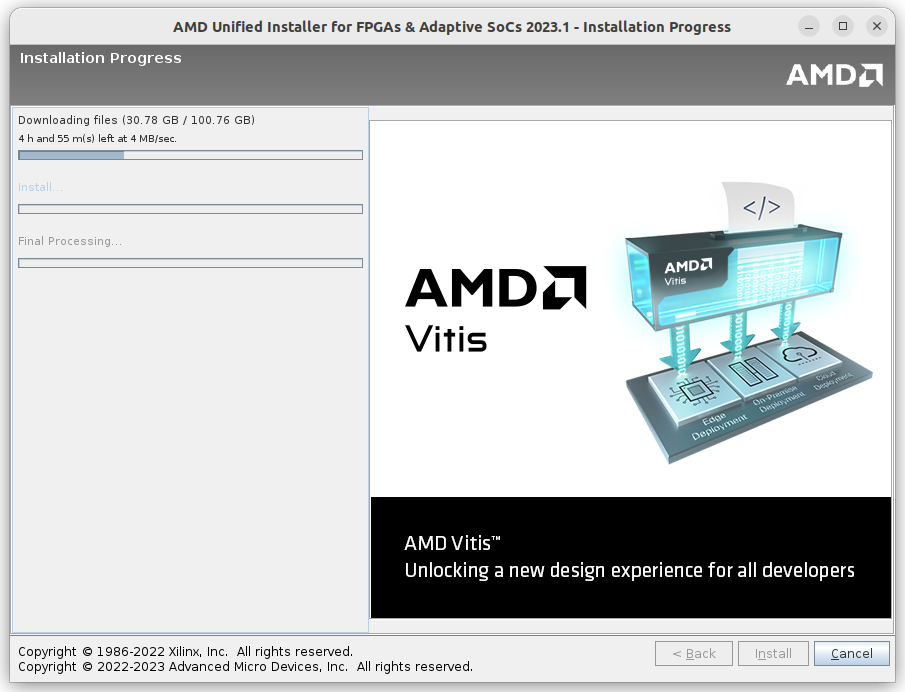 AMD Unified Installer for FPGAs & Adaptive SoCs 2023.1 - Installation Progress
Installation Progress
AMD
Downloading files (30.78 GB / 100.76 GB)
4 h and 55 m(s) left at 4 MB/sec.
Install...
Final Processing...
</>
AMD
Vitis
AMD
Vitis
Edge
Deployment
On-Premise
Deployment
Cloud
Deployment
AMD Vitis™
Unlocking a new design experience for all developers
Copyright © 1986-2022 Xilinx, Inc. All rights reserved.
Copyright © 2022-2023 Advanced Micro Devices, Inc. All rights reserved.
< Back
Install
Cancel